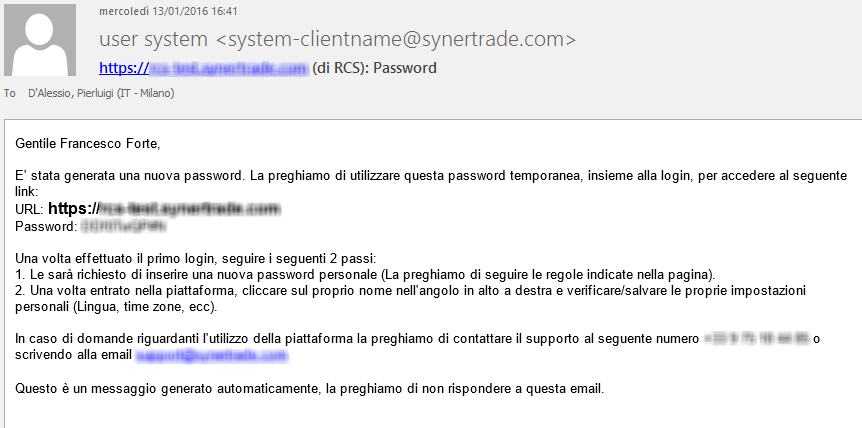 mercoledì 13/01/2016 16:41
user system <system-clientname@synertrade.com>
https:// (di RCS): Password
To D'Alessio, Pierluigi (IT - Milano)
Gentile Francesco Forte,
E' stata generata una nuova password. La preghiamo di utilizzare questa password temporanea, insieme alla login, per accedere al seguente
link:
URL: https://
Password:
Una volta effettuato il primo login, seguire i seguenti 2 passi:
1. Le sarà richiesto di inserire una nuova password personale (La preghiamo di seguire le regole indicate nella pagina).
2. Una volta entrato nella piattaforma, cliccare sul proprio nome nell'angolo in alto a destra e verificare/salvare le proprie impostazioni
personali (Lingua, time zone, ecc).
In caso di domande riguardanti l'utilizzo della piattaforma la preghiamo di contattare il supporto al seguente numero o
scrivendo alla email
Questo è un messaggio generato automaticamente, la preghiamo di non rispondere a questa email.